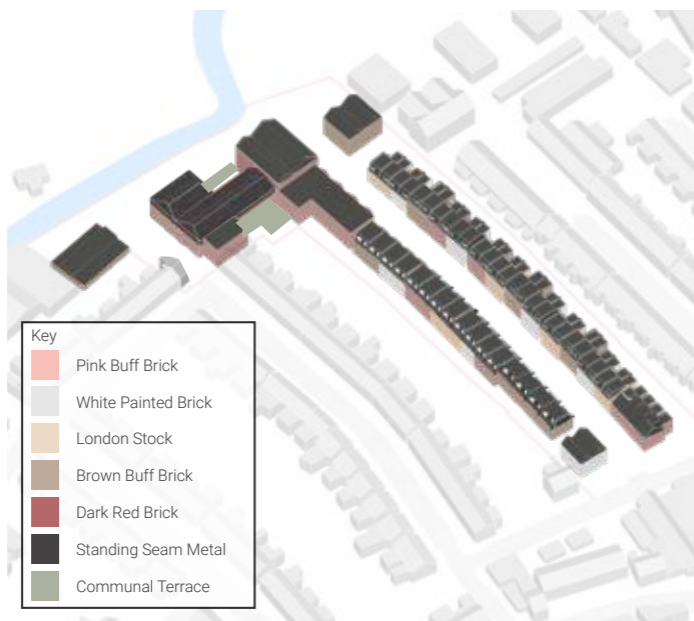 Key
Pink Buff Brick
White Painted Brick
London Stock
Brown Buff Brick
Dark Red Brick
Standing Seam Metal
Communal Terrace